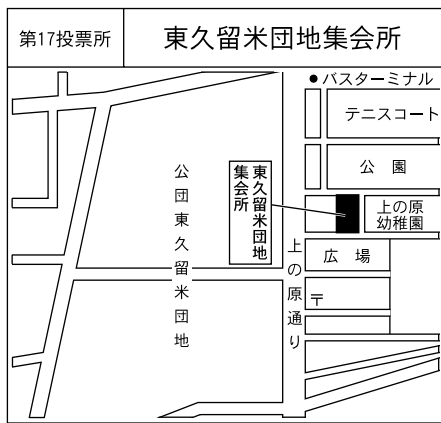 第17投票所
東久留米団地集会所
バスターミナル
テニスコート
公園
東久留米団地
集会所
上の原
幼稚園
公団東久留米団地
上の原通り
広場
〒